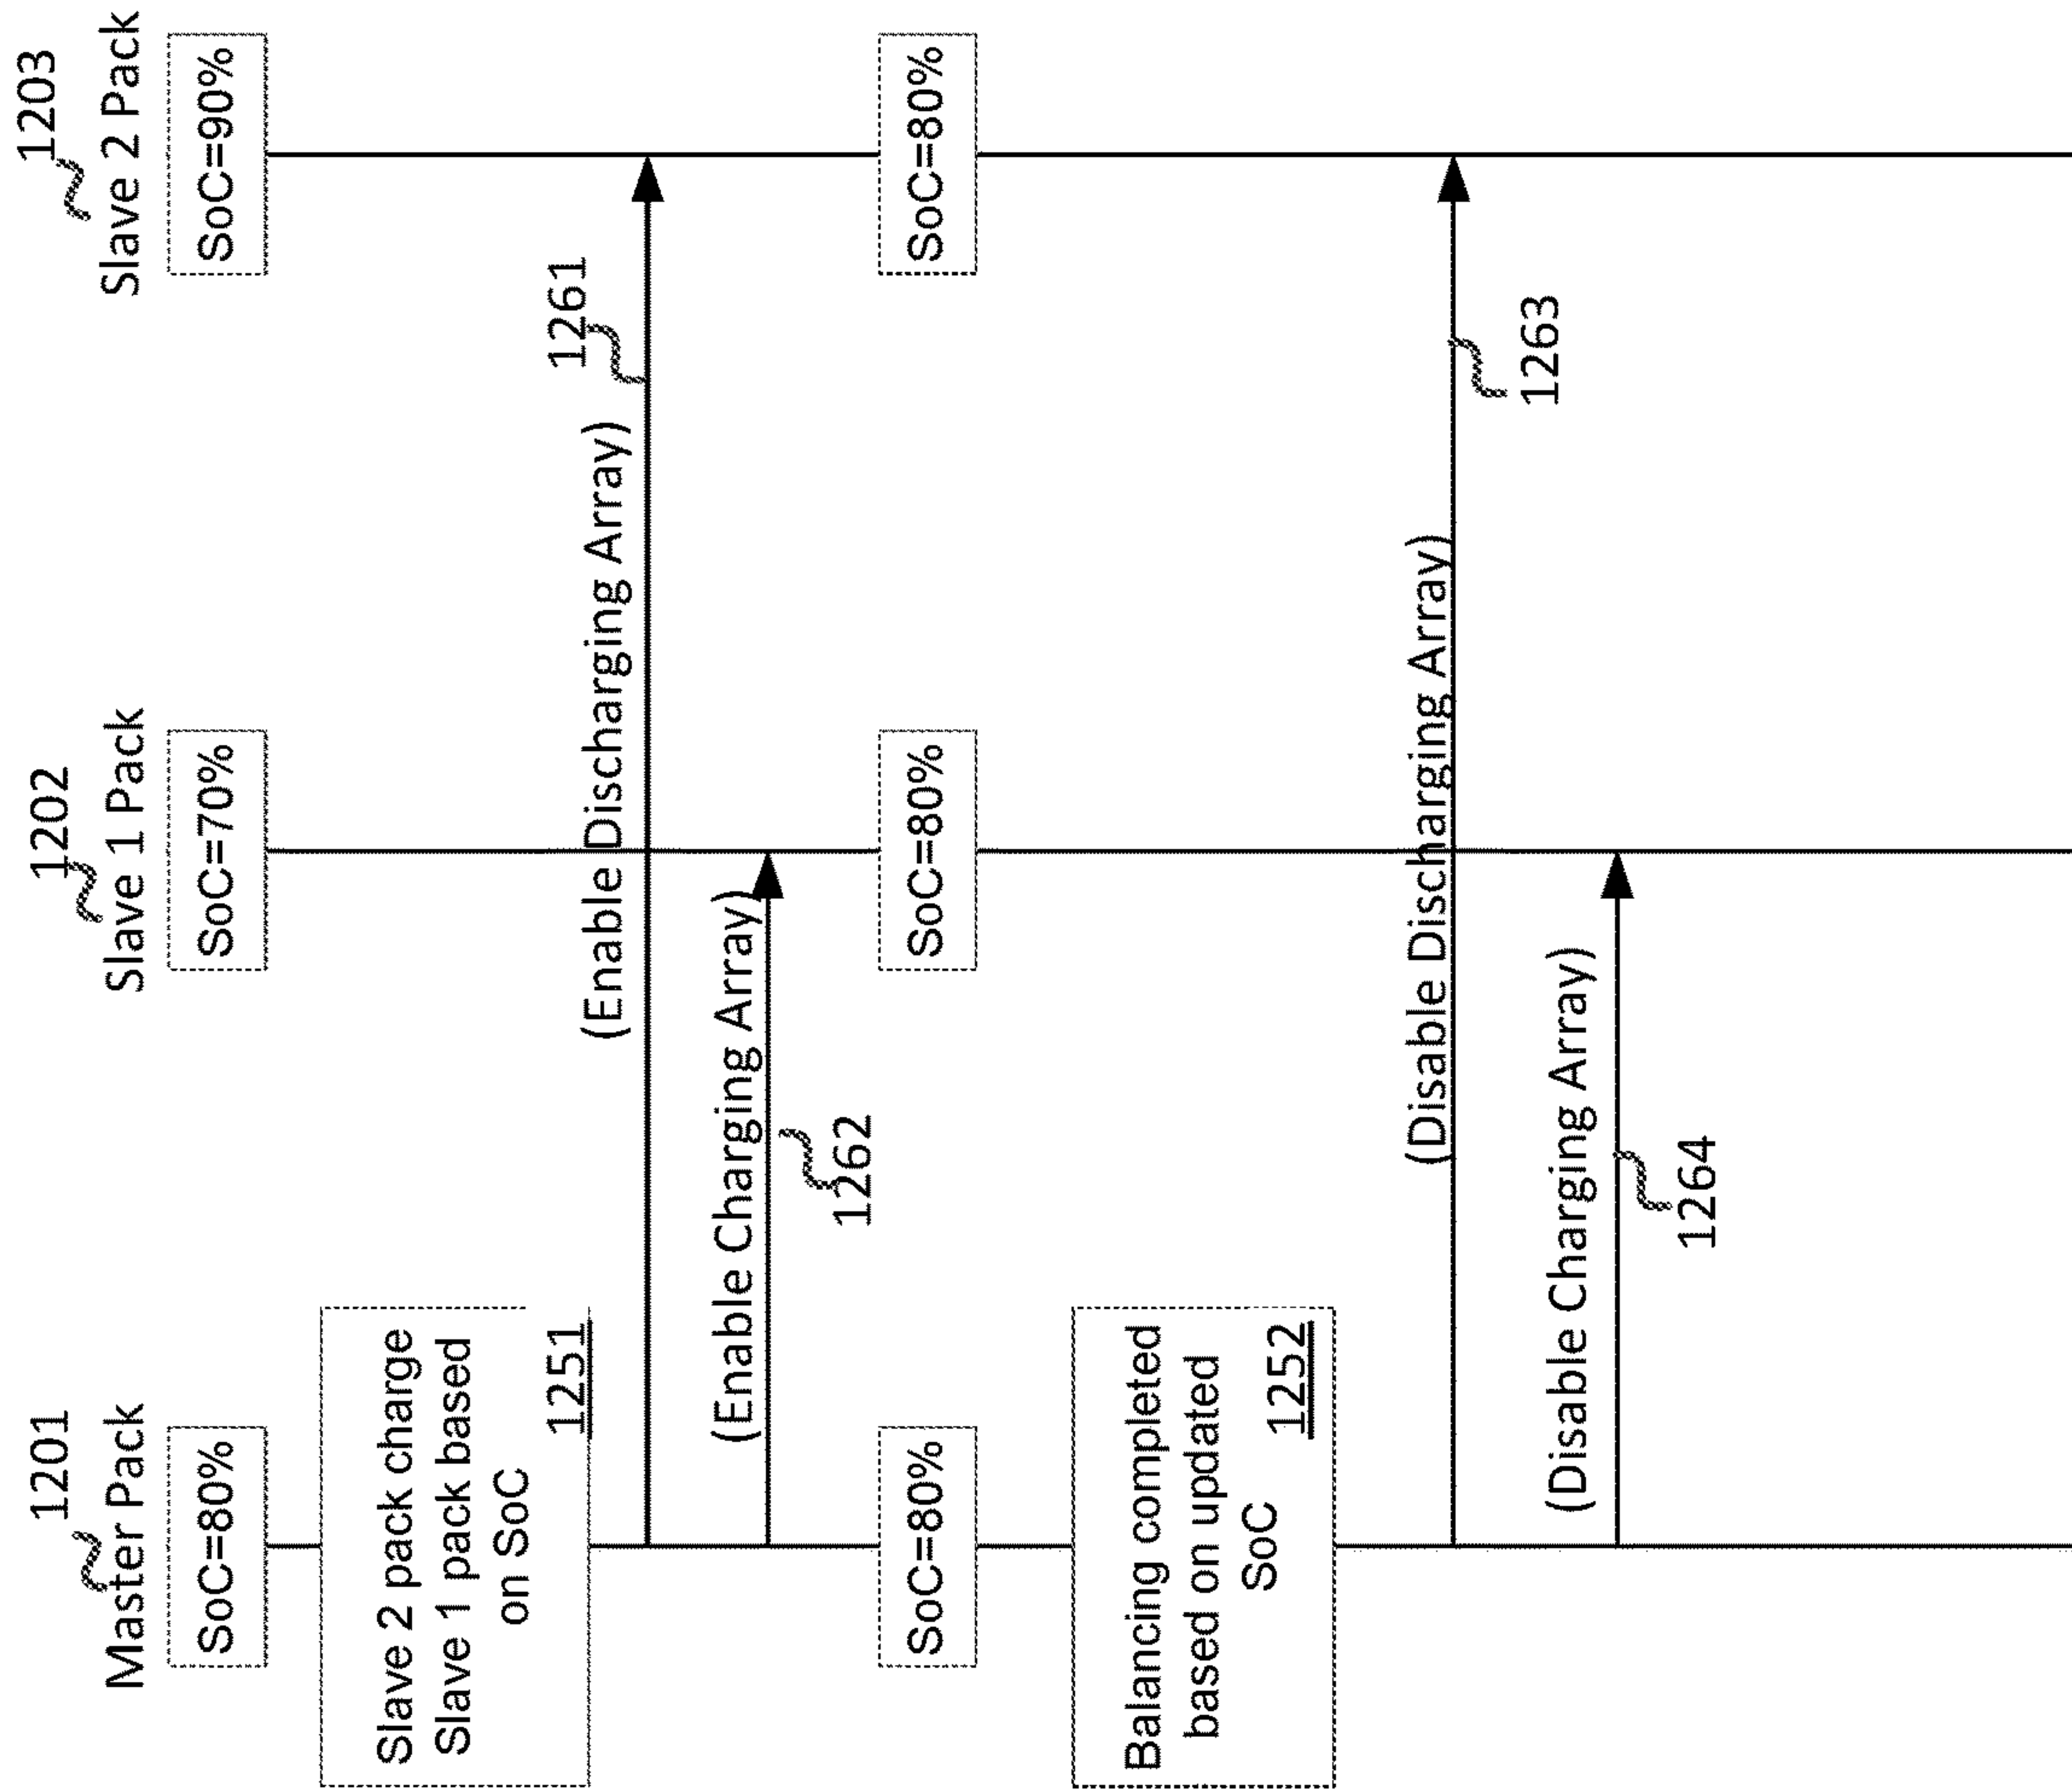 1201
Master Pack
1202
Slave 1 Pack
1203
Slave 2 Pack
SoC=80%
SoC=70%
SoC=90%
Slave 2 pack charge
Slave 1 pack based
on SoC
1251
(Enable Discharging Array)
1261
(Enable Charging Array)
1262
SoC=80%
SoC=80%
SoC=80%
Balancing completed
based on updated
SoC
1252
(Disable Discharging Array)
1263
(Disable Charging Array)
1264